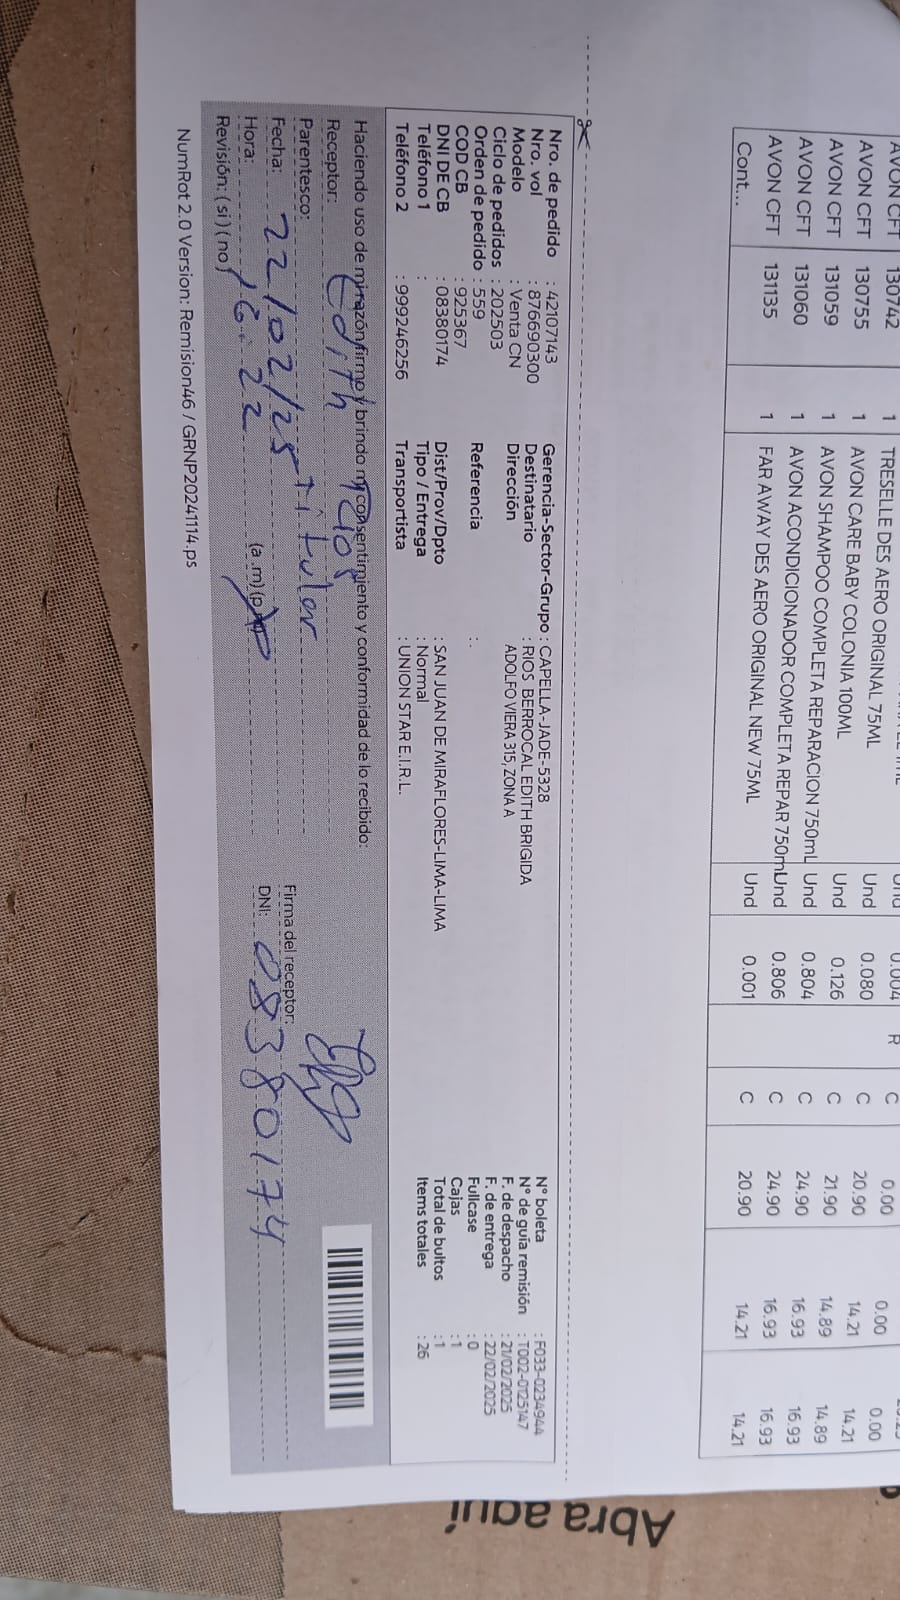 AVON CFT 130742 1 TRESELLE DES AERO ORIGINAL 75ML Und 0.004 R C 0.00 0.00 0.00
AVON CFT 130755 1 AVON CARE BABY COLONIA 100ML Und 0.080 C 20.90 14.21 14.21
AVON CFT 131059 1 AVON SHAMPOO COMPLETA REPARACION 750mL Und 0.126 C 21.90 14.89 14.89
AVON CFT 131060 1 AVON ACONDICIONADOR COMPLETA REPAR 750mL Und 0.804 C 24.90 16.93 16.93
AVON CFT 131135 1 FAR AWAY DES AERO ORIGINAL NEW 75ML Und 0.806 C 24.90 16.93 16.93
Cont... Und 0.001 C 20.90 14.21 14.21
Nro. de pedido : 42107143 Gerencia-Sector-Grupo : CAPELLA-JADE-5328 N° boleta : F033-0234944
Nro. vol : 876690300 Destinatario : RIOS BERROCAL EDITH BRIGIDA N° de guía remisión : T002-0125147
Modelo : Venta CN Dirección ADOLFO VIERA 315, ZONA A F. de despacho : 21/02/2025
Ciclo de pedidos : 202503 F. de entrega : 22/02/2025
Orden de pedido : 559 Referencia : . Fullcase : 0
COD CB : 925367 Cajas : 1
DNI DE CB : 08380174 Dist/Prov/Dpto : SAN JUAN DE MIRAFLORES-LIMA-LIMA Total de bultos : 1
Teléfono 1 : Tipo / Entrega : Normal Items totales : 26
Teléfono 2 : 999246256 Transportista : UNION STAR E.I.R.L.
Haciendo uso de mi razón firmo y brindo mi consentimiento y conformidad de lo recibido:
Receptor: Edith Rios
Parentesco: Titular Firma del receptor:
Fecha: 22/02/25 DNI: 08380174
Hora: 16:22 (a.m)(p.m)
Revisión: (si) (no)
NumRot 2.0 Version: Remision46 / GRNP20241114.ps
Abra aquí